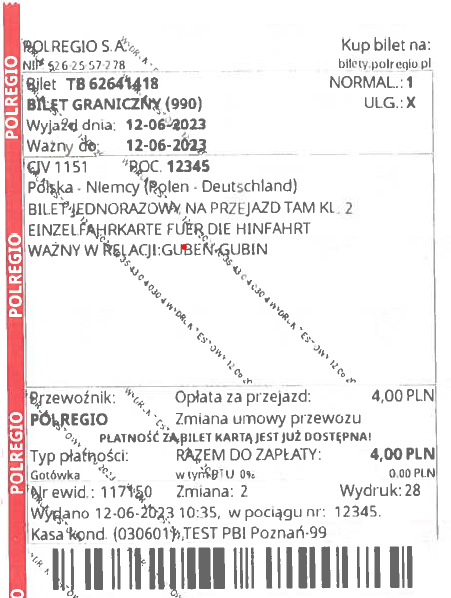 POLREGIO S.A. Kup bilet na:
NIP 526-25-57-278 bilety.polregio.pl
Bilet TB 62641418 NORMAL.: 1
BILET GRANICZNY (990) ULG.: X
Wyjazd dnia: 12-06-2023
Ważny do: 12-06-2023
CIV 1151 POC. 12345
Polska - Niemcy (Polen - Deutschland)
BILET JEDNORAZOWY NA PRZEJAZD TAM KL. 2
EINZELFAHRKARTE FUER DIE HINFAHRT
WAŻNY W RELACJI:GUBEN-GUBIN
Przewoźnik: Opłata za przejazd: 4,00 PLN
POLREGIO Zmiana umowy przewozu
PŁATNOŚĆ ZA BILET KARTĄ JEST JUŻ DOSTĘPNA!
Typ płatności: RAZEM DO ZAPŁATY: 4,00 PLN
Gotówka w tym PTU 0% 0.00 PLN
Nr ewid.: 117150 Zmiana: 2 Wydruk: 28
Wydano 12-06-2023 10:35, w pociągu nr: 12345.
Kasa kond. (030601), TEST PBI Poznań-99
POLREGIO
POLREGIO
POLREGIO